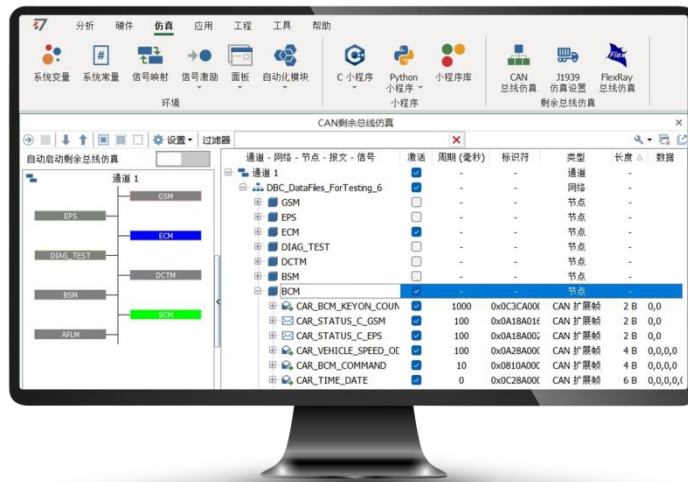 分析 硬件 仿真 应用 工程 工具 帮助
系统变量 系统常量 信号映射 信号激励 面板 自动化模块 C 小程序 Python 小程序 小程序库 CAN 总线仿真 J1939 仿真设置 FlexRay 总线仿真
环境 小程序 剩余总线仿真
CAN剩余总线仿真
设置 过滤器
自动启动剩余总线仿真
通道 1
GSM
EPS
ECM
DIAG_TEST
DCTM
BSM
BCM
AFLM
通道 - 网络 - 节点 - 报文 - 信号 激活 周期 (毫秒) 标识符 类型 长度 数据
通道 1 - - 通道 -
DBC_DataFiles_ForTesting_6 - - 网络 -
GSM - - 节点 -
EPS - - 节点 -
ECM - - 节点 -
DIAG_TEST - - 节点 -
DCTM - - 节点 -
BSM - - 节点 -
BCM - - 节点 -
CAR_BCM_KEYON_COUN 1000 0x0C3CA00( CAN 扩展帧 2 B 0,0
CAR_STATUS_C_GSM 100 0x0A18A016 CAN 扩展帧 2 B 0,0
CAR_STATUS_C_EPS 100 0x0A18A002 CAN 扩展帧 2 B 0,0
CAR_VEHICLE_SPEED_OD 100 0x0A28A00( CAN 扩展帧 4 B 0,0,0,0
CAR_BCM_COMMAND 10 0x0810A00( CAN 扩展帧 4 B 0,0,0,0
CAR_TIME_DATE 0 0x0C28A00( CAN 扩展帧 6 B 0,0,0,0,(